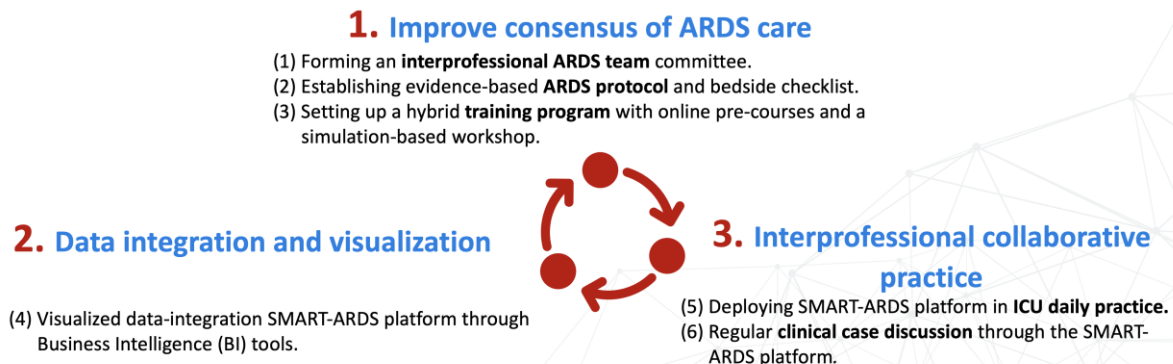 1. Improve consensus of ARDS care
(1) Forming an interprofessional ARDS team committee.
(2) Establishing evidence-based ARDS protocol and bedside checklist.
(3) Setting up a hybrid training program with online pre-courses and a
simulation-based workshop.
2. Data integration and visualization
(4) Visualized data-integration SMART-ARDS platform through
Business Intelligence (BI) tools.
3. Interprofessional collaborative
practice
(5) Deploying SMART-ARDS platform in ICU daily practice.
(6) Regular clinical case discussion through the SMART-
ARDS platform.